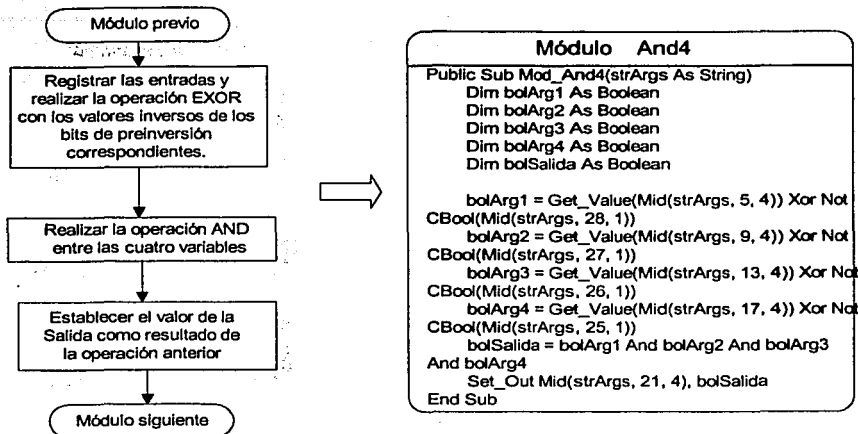 Módulo previo
Registrar las entradas y
realizar la operación EXOR
con los valores inversos de los
bits de preinversión
correspondientes.
Realizar la operación AND
entre las cuatro variables
Establecer el valor de la
Salida como resultado de
la operación anterior
Módulo siguiente
Módulo And4
Public Sub Mod_And4(strArgs As String)
Dim bolArg1 As Boolean
Dim bolArg2 As Boolean
Dim bolArg3 As Boolean
Dim bolArg4 As Boolean
Dim bolSalida As Boolean
bolArg1 = Get_Value(Mid(strArgs, 5, 4)) Xor Not
CBool(Mid(strArgs, 28, 1))
bolArg2 = Get_Value(Mid(strArgs, 9, 4)) Xor Not
CBool(Mid(strArgs, 27, 1))
bolArg3 = Get_Value(Mid(strArgs, 13, 4)) Xor Not
CBool(Mid(strArgs, 26, 1))
bolArg4 = Get_Value(Mid(strArgs, 17, 4)) Xor Not
CBool(Mid(strArgs, 25, 1))
bolSalida = bolArg1 And bolArg2 And bolArg3
And bolArg4
Set_Out Mid(strArgs, 21, 4), bolSalida
End Sub